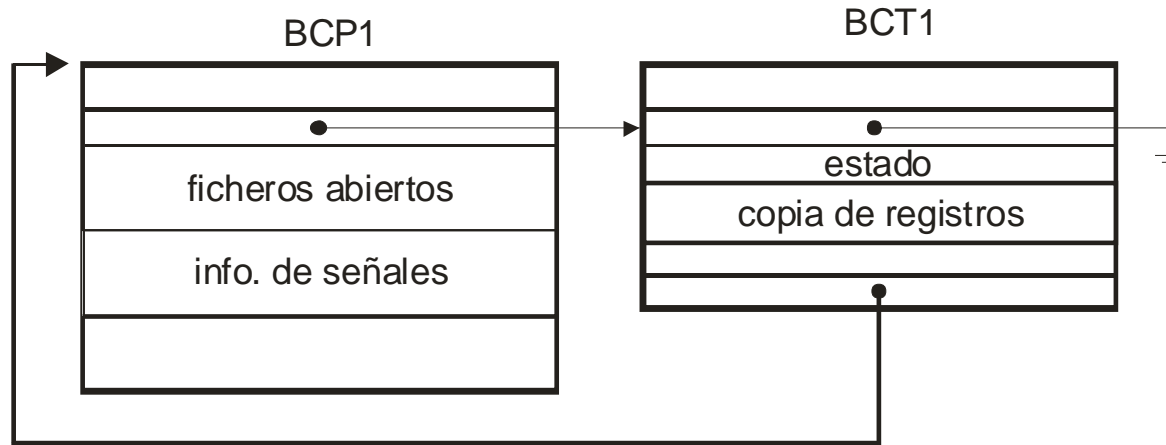 BCP1
BCT1
ficheros abiertos
info. de señales
estado
copia de registros